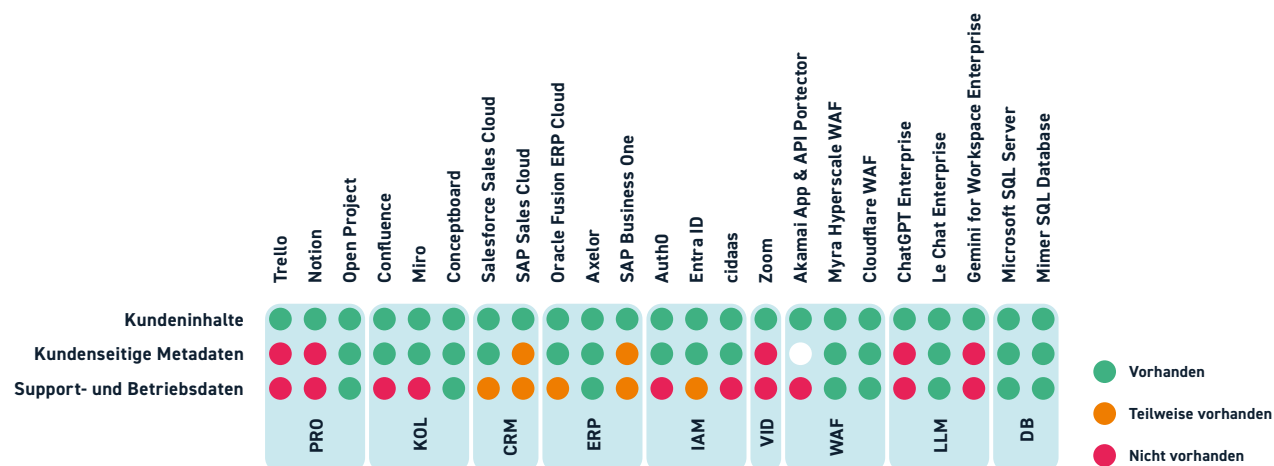 Trello
Notion
Open Project
Confluence
Miro
Conceptboard
Salesforce Sales Cloud
SAP Sales Cloud
Oracle Fusion ERP Cloud
Axelor
SAP Business One
Auth0
Entra ID
cidaas
Zoom
Akamai App & API Portector
Myra Hyperscale WAF
Cloudflare WAF
ChatGPT Enterprise
Le Chat Enterprise
Gemini for Workspace Enterprise
Microsoft SQL Server
Mimer SQL Database
Kundeninhalte
Kundenseitige Metadaten
Support- und Betriebsdaten
PRO
KOL
CRM
ERP
IAM
VID
WAF
LLM
DB
Vorhanden
Teilweise vorhanden
Nicht vorhanden